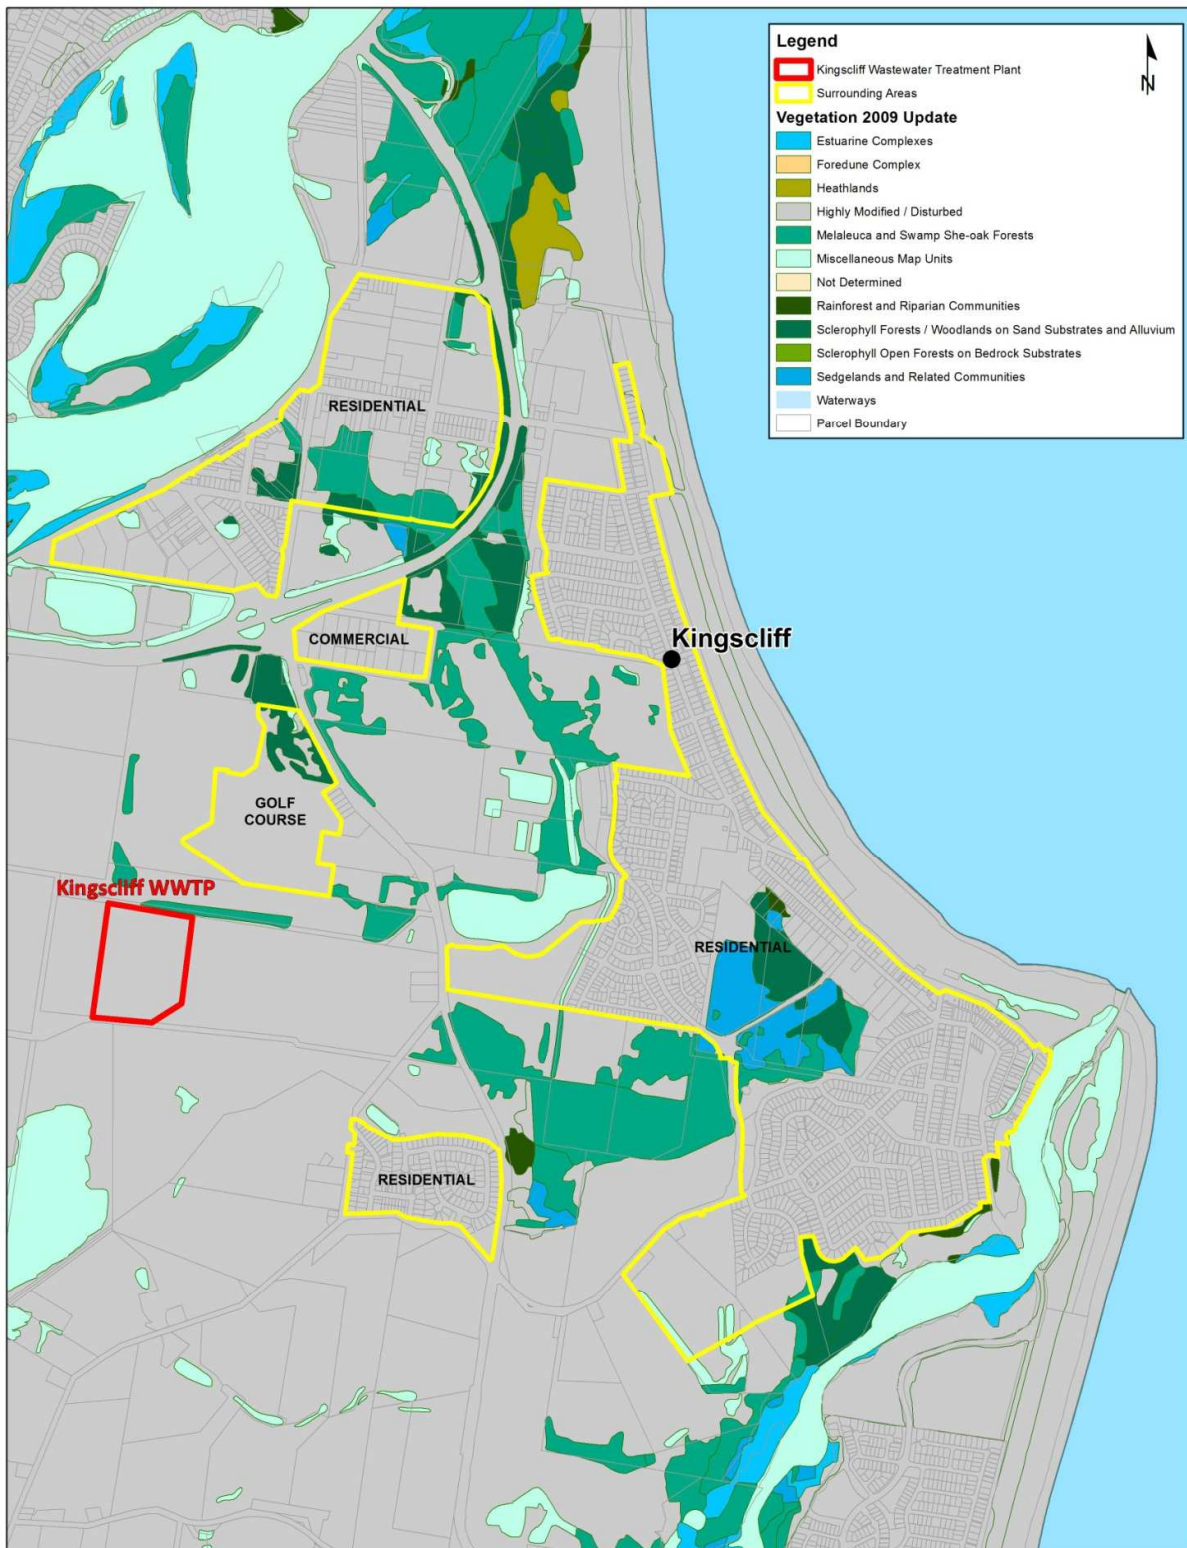 Legend
N
Kingscliff Wastewater Treatment Plant
Surrounding Areas
Vegetation 2009 Update
Estuarine Complexes
Foredune Complex
Heathlands
Highly Modified / Disturbed
Melaleuca and Swamp She-oak Forests
Miscellaneous Map Units
Not Determined
Rainforest and Riparian Communities
Sclerophyll Forests / Woodlands on Sand Substrates and Alluvium
Sclerophyll Open Forests on Bedrock Substrates
Sedgelands and Related Communities
Waterways
Parcel Boundary
RESIDENTIAL
COMMERCIAL
Kingscliff
GOLF
COURSE
Kingscliff WWTP
RESIDENTIAL
RESIDENTIAL